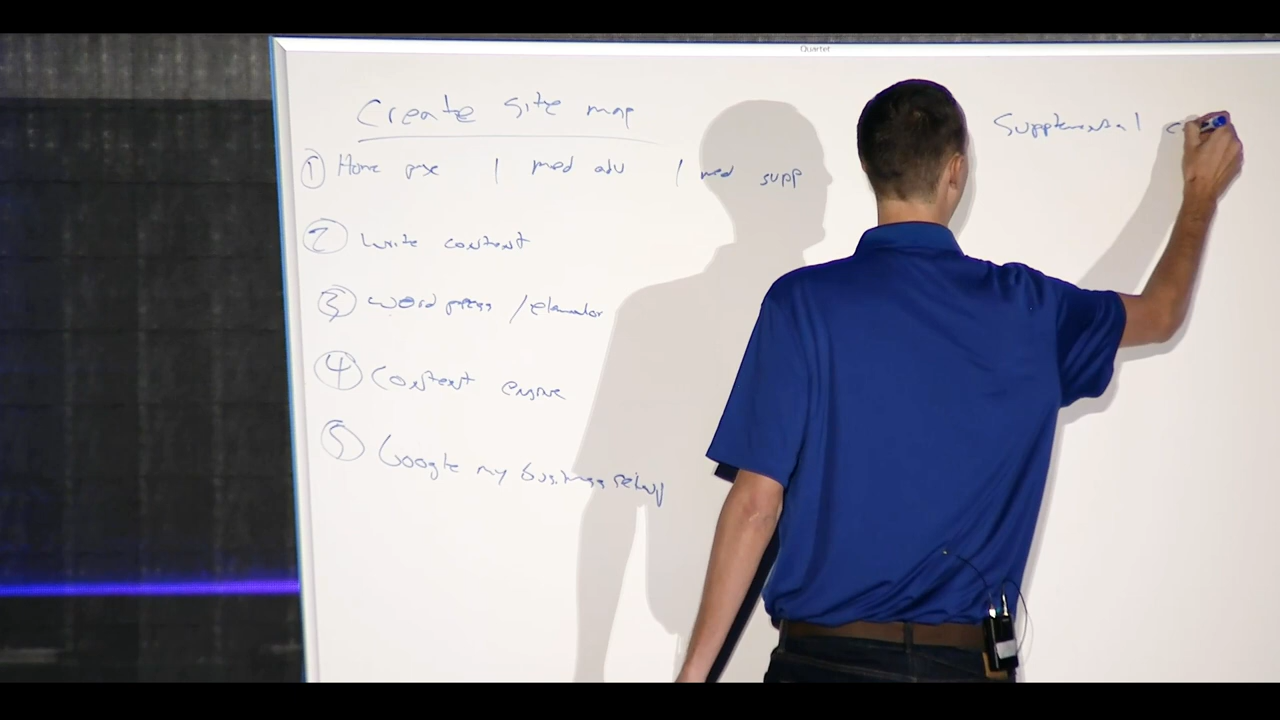 Quartet
Create site map
① Home page | med adv | med supp
② Write content
③ Wordpress / elementor
④ Content engine
⑤ Google my business setup
Supplemental c